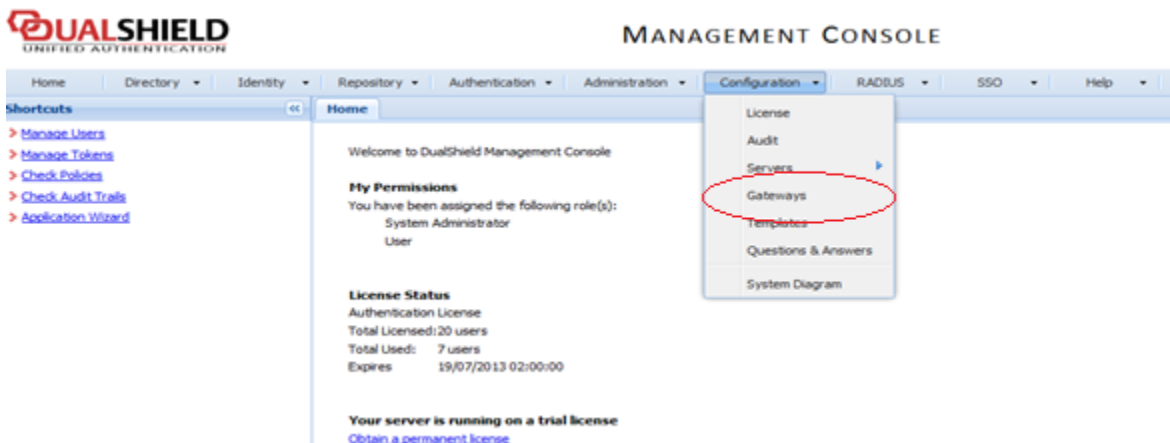 DUALSHIELD
UNIFIED AUTHENTICATION
MANAGEMENT CONSOLE
Home Directory Identity Repository Authentication Administration Configuration RADIUS SSO Help
Shortcuts
Home
Manage Users
Manage Tokens
Check Policies
Check Audit Trails
Application Wizard
Welcome to DualShield Management Console
My Permissions
You have been assigned the following role(s):
System Administrator
User
License Status
Authentication License
Total Licensed: 20 users
Total Used: 7 users
Expires 19/07/2013 02:00:00
Your server is running on a trial license
Obtain a permanent license
License
Audit
Servers
Gateways
Templates
Questions & Answers
System Diagram